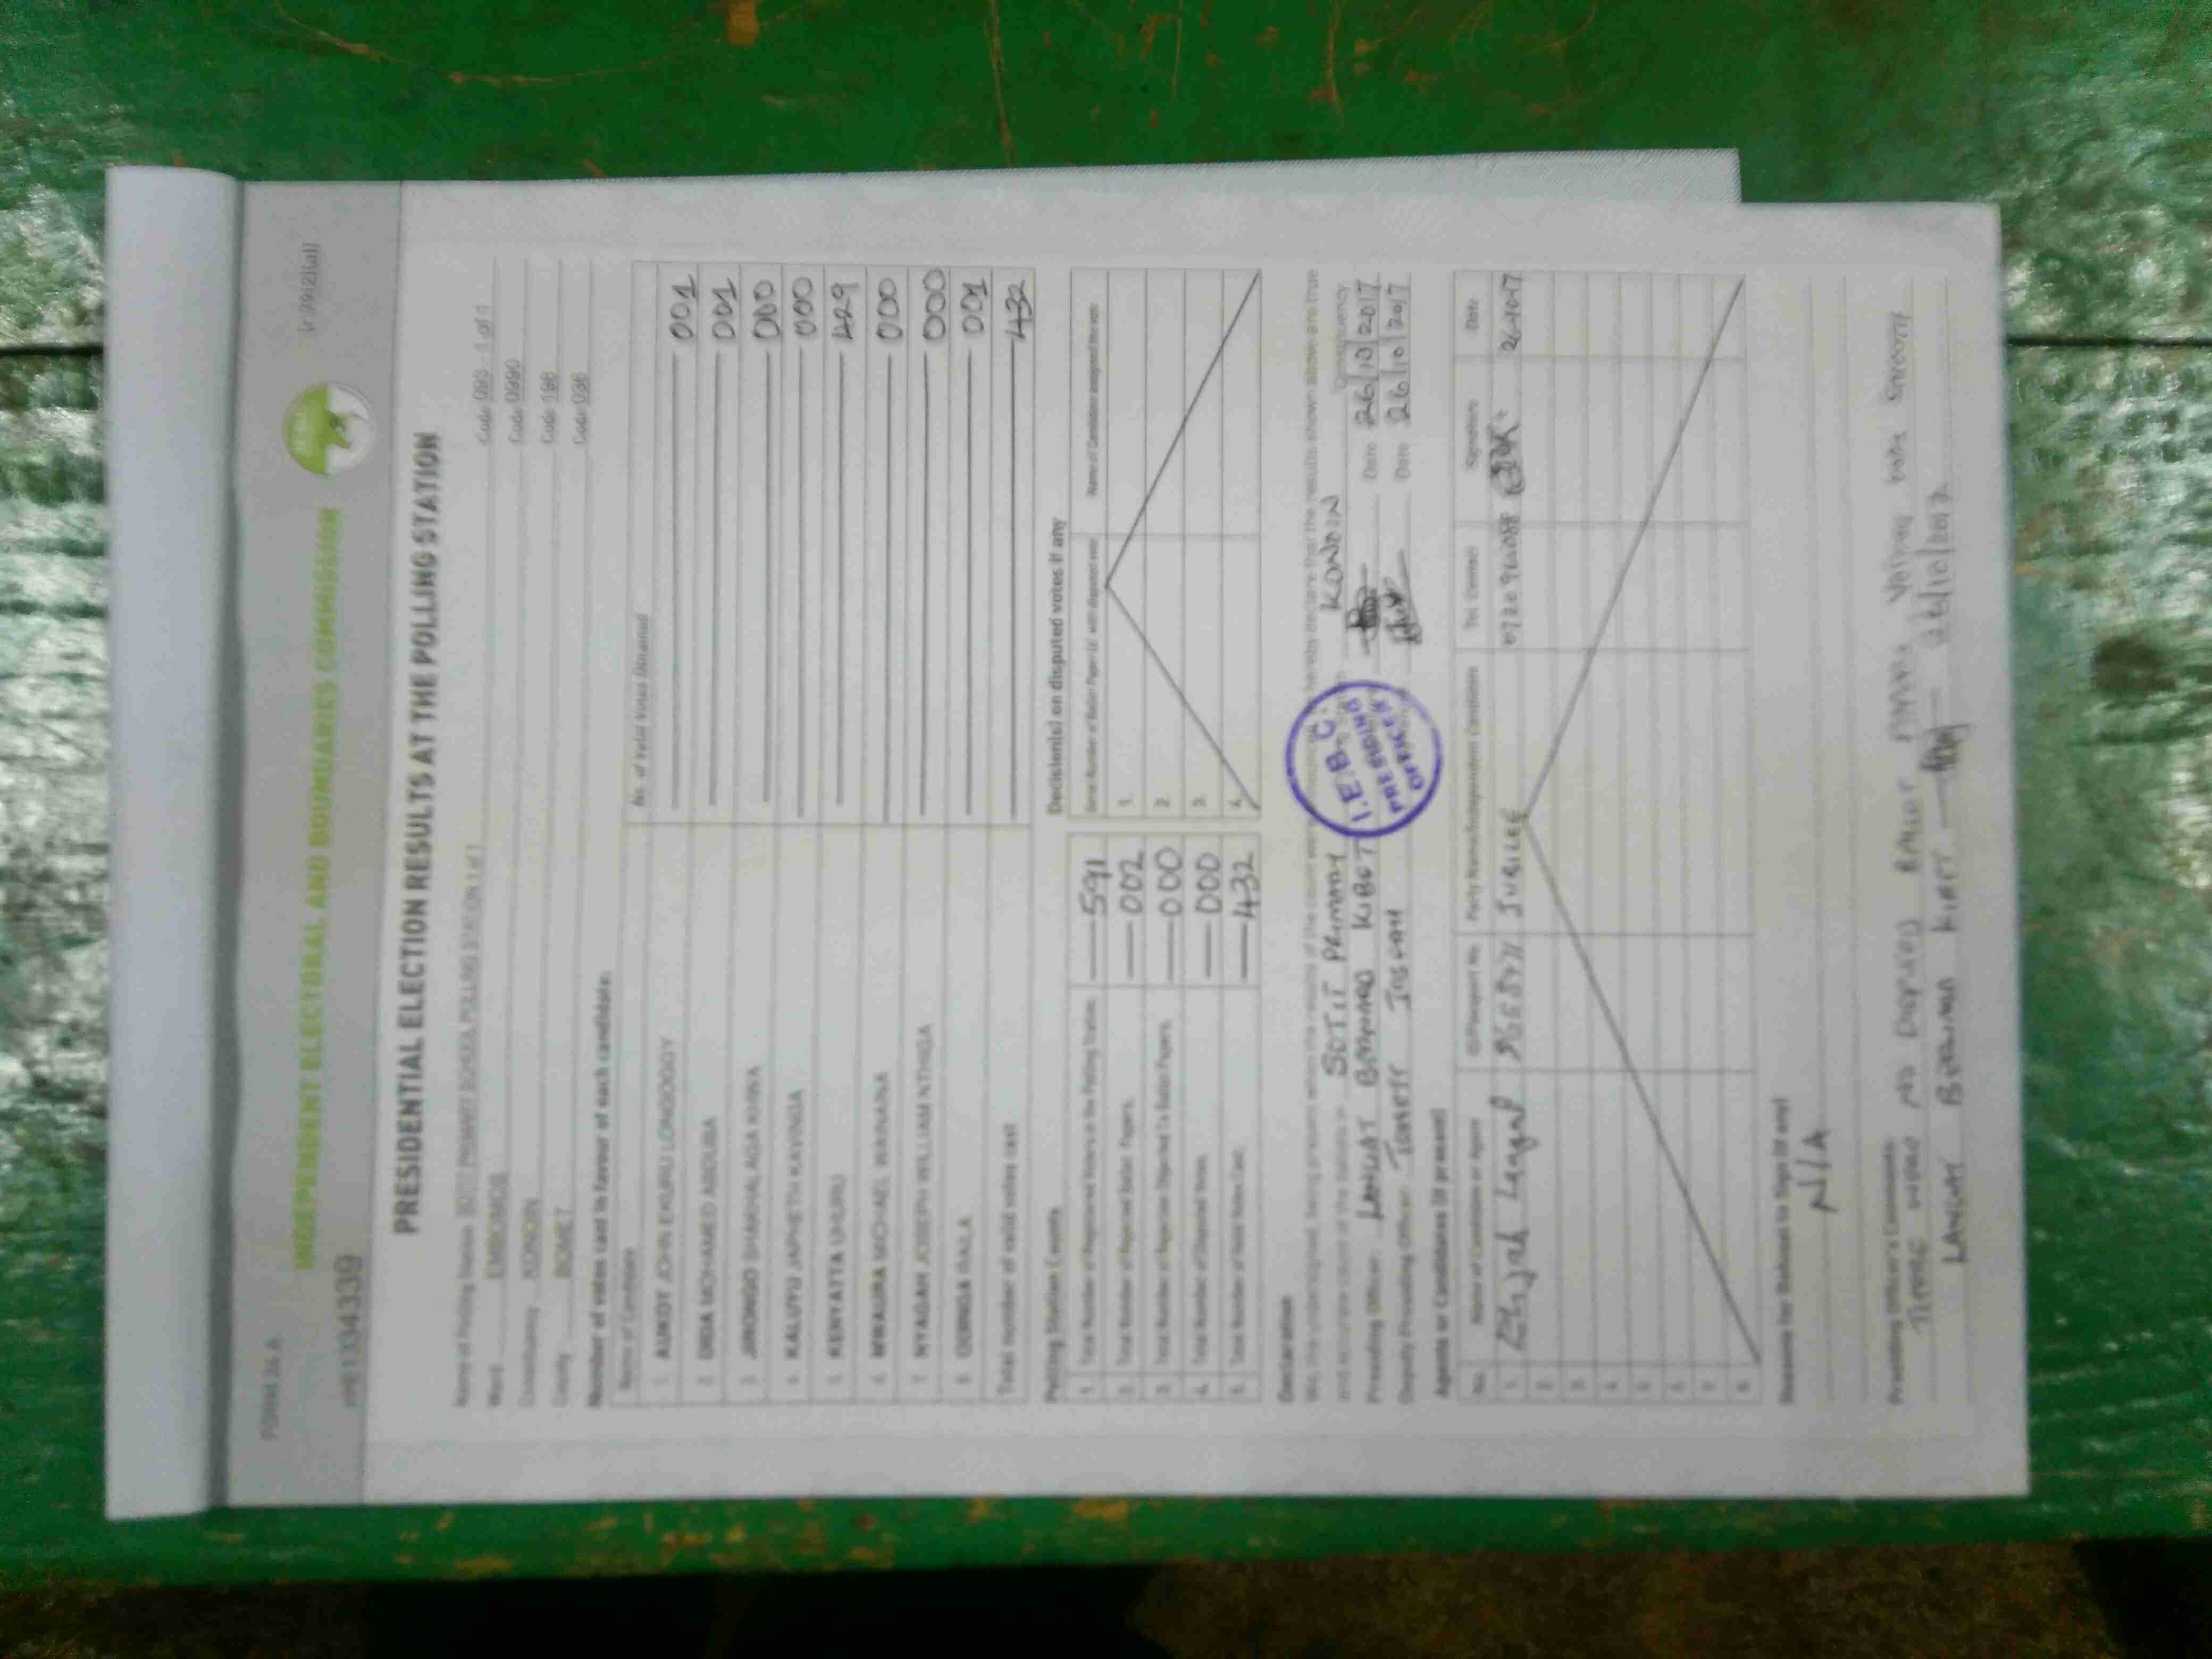 FORM 34 A
[r.79(2)(a)]
INDEPENDENT ELECTORAL AND BOUNDARIES COMMISSION
PRESIDENTIAL ELECTION RESULTS AT THE POLLING STATION
Name of Polling Station SOTIT PRIMARY SCHOOL POLLING STATION 1 of 1 Code 093 - 1 of 1
Ward EMBOMOS Code 0990
Constituency KONOIN Code 198
County BOMET Code 036
Number of votes cast in favour of each candidate:
Name of Candidate No. of Valid Votes Obtained
1. AUKOT JOHN EKURU LONGOGGY 001
2. DIDA MOHAMED ABDUBA 001
3. JIRONGO SHAKHALAGA KHWA 000
4. KALUYU JAPHETH KAVINGA 000
5. KENYATTA UHURU 429
6. MWAURA MICHAEL WAINAINA 000
7. NYAGAH JOSEPH WILLIAM NTHIGA 000
8. ODINGA RAILA 001
Total number of valid votes cast 432
Polling Station Counts
1. Total Number of Registered Voters in the Polling Station 591
2. Total Number of Rejected Ballot Papers 002
3. Total Number of Rejection Objected To Ballot Papers 000
4. Total Number of Disputed Votes 000
5. Total Number of Valid Votes Cast 432
Decision(s) on disputed votes if any
Serial Number of Ballot Paper (s) with disputed vote Name of Candidate assigned the vote
1.
2.
3.
4.
Declaration
We, the undersigned, being present when the results of the count were hereby declare that the results shown above are true
and accurate count of the ballots in SOTIT PRIMARY KONOIN Constituency
Presiding Officer: LANGAT BERNARD KIBET Date 26/10/2017
Deputy Presiding Officer: Date 26/10/2017
I.E.B.C.
PRESIDING
OFFICER
Agents or Candidates (if present)
No. Name of Candidate or Agent ID/Passport No. Party Name/Independent Candidate Tel. Contact Signature Date
1. JUBILEE 26-10-17
2.
3.
4.
5.
6.
7.
8.
Reasons for Refusal to Sign (if any)
N/A
Presiding Officer's Comments
THERE WERE NO DISPUTED BALLOT PAPERS VOTING WAS SMOOTH
LANGAT BERNARD KIBET 26/10/2017